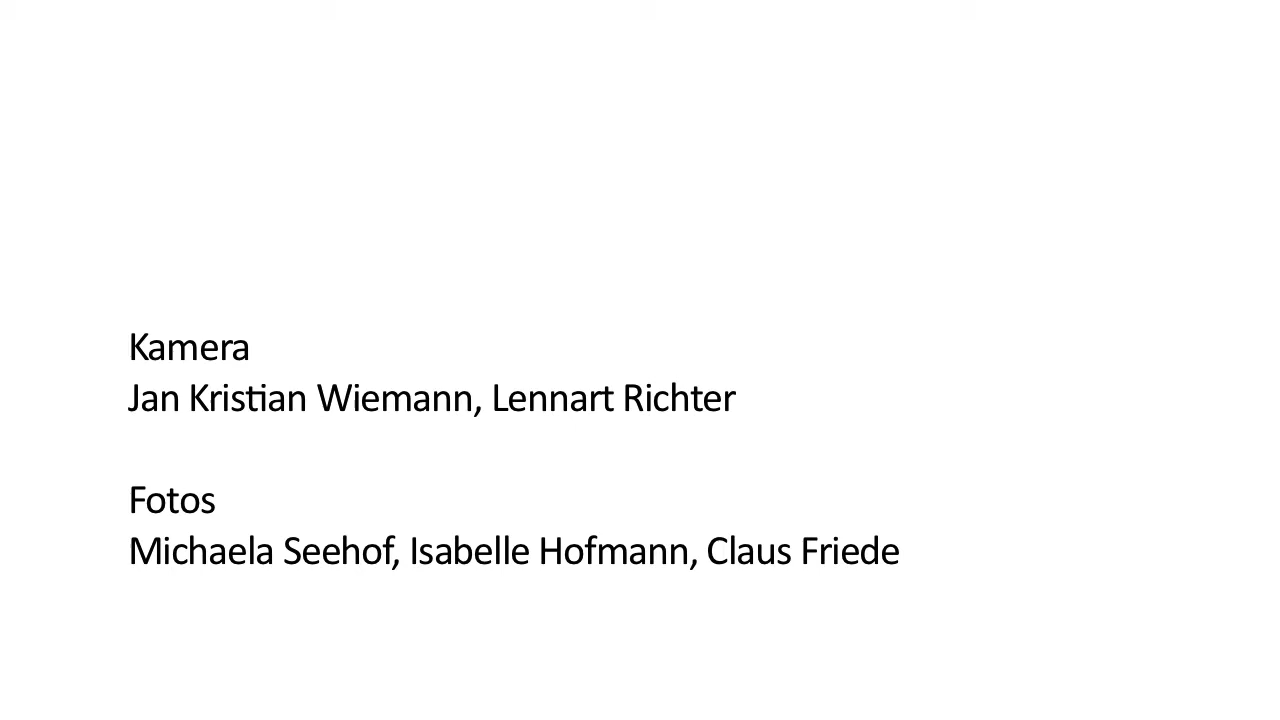 Kamera
Jan Kristian Wiemann, Lennart Richter
Fotos
Michaela Seehof, Isabelle Hofmann, Claus Friede